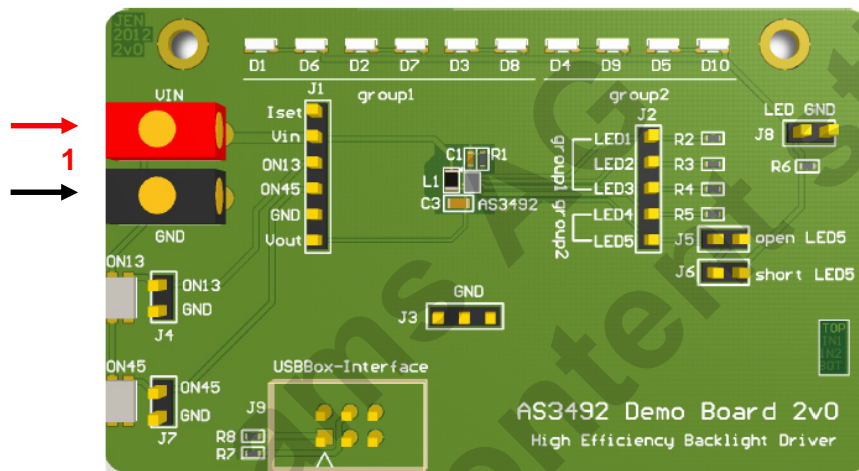 JEN
2012
2v0
D1 D6 D2 D7 D3 D8 D4 D9 D5 D10
group1 group2
VIN
J1
Iset
Vin
ON13
ON45
GND
Vout
1
GND
C1 R1
L1
C3 AS3492
J2
LED1
LED2
LED3
LED4
LED5
group1
group2
R2
R3
R4
R5
LED GND
J8
R6
J5 open LED5
J6 short LED5
ON13
ON13
GND
J4
GND
J3
ON45
ON45
GND
J7
USBBox-Interface
J9
R8
R7
TOP
IN1
IN2
BOT
AS3492 Demo Board 2v0
High Efficiency Backlight Driver
ams AG